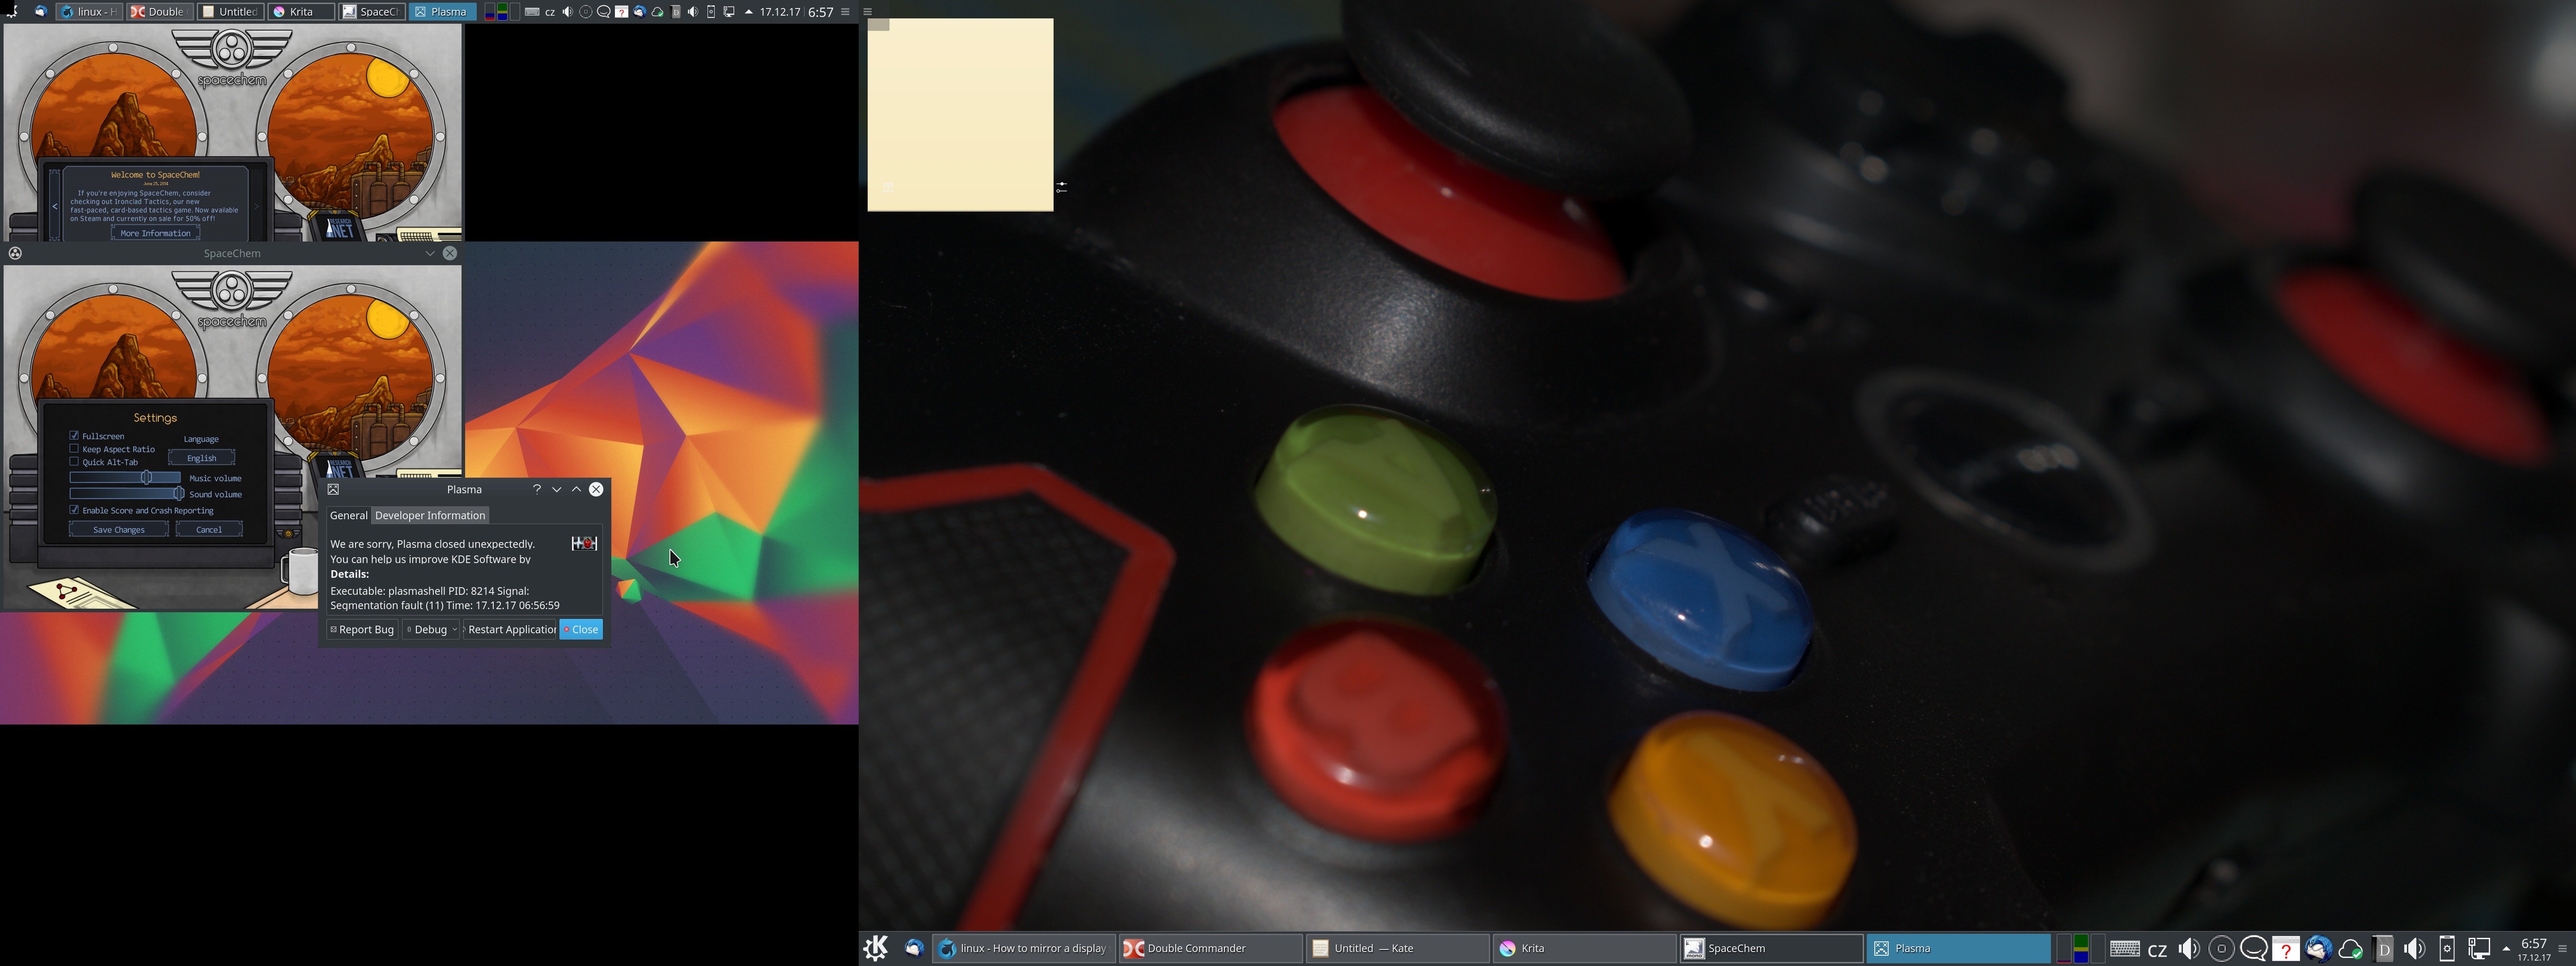 linux - H
Double
Untitled
Krita
SpaceCh
Plasma
cz
17.12.17
6:57
spacechem
Welcome to SpaceChem!
June 25, 2014
If you're enjoying SpaceChem, consider
checking out Ironclad Tactics, our new
fast-paced, card-based tactics game. Now available
on Steam and currently on sale for 50% off!
<
>
More Information
NET
SpaceChem
spacechem
Settings
Fullscreen
Keep Aspect Ratio
Quick Alt-Tab
Language
English
Music volume
Sound volume
Enable Score and Crash Reporting
Save Changes
Cancel
NET
Plasma
?
General
Developer Information
We are sorry, Plasma closed unexpectedly.
You can help us improve KDE Software by
Details:
Executable: plasmashell PID: 8214 Signal:
Segmentation fault (11) Time: 17.12.17 06:56:59
Report Bug
Debug
Restart Application
Close
X
linux - How to mirror a display
Double Commander
Untitled — Kate
Krita
SpaceChem
Plasma
cz
?
D
6:57
17.12.17